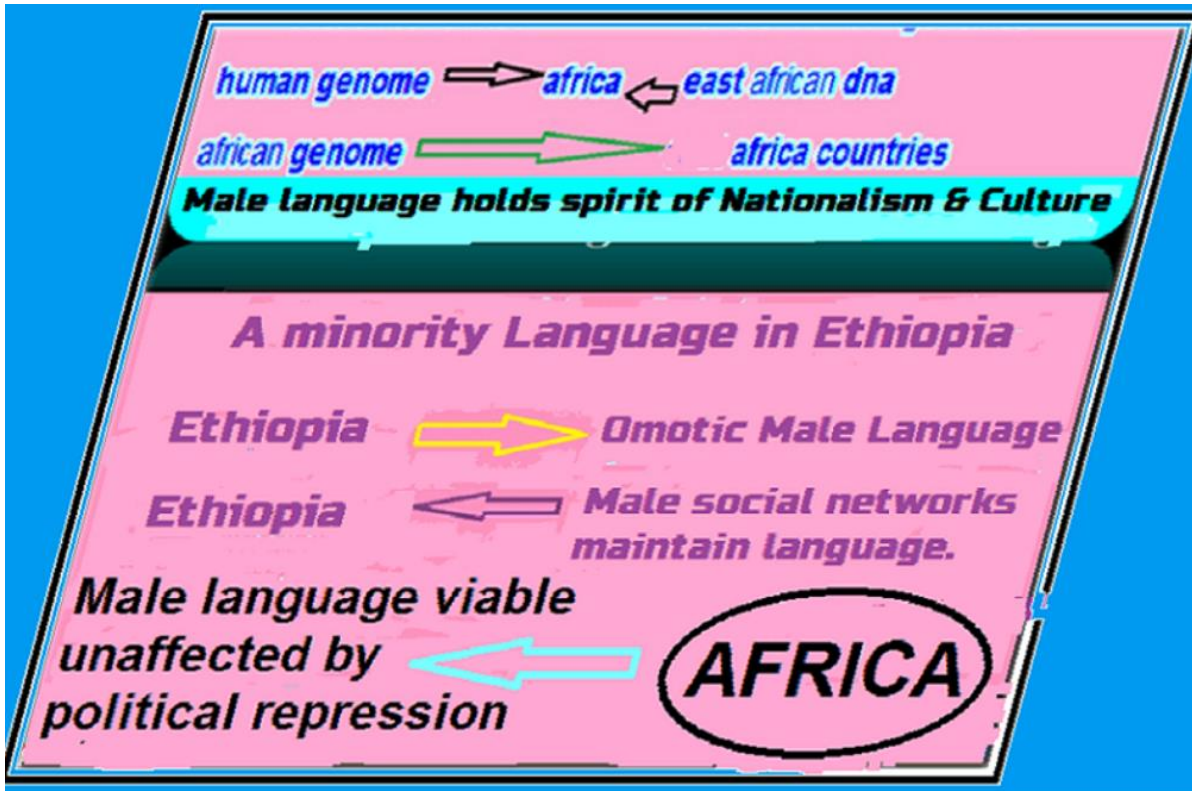 human genome africa east african dna
african genome africa countries
Male language holds spirit of Nationalism & Culture
A minority Language in Ethiopia
Ethiopia Omotic Male Language
Ethiopia Male social networks
maintain language.
Male language viable
unaffected by
political repression
AFRICA